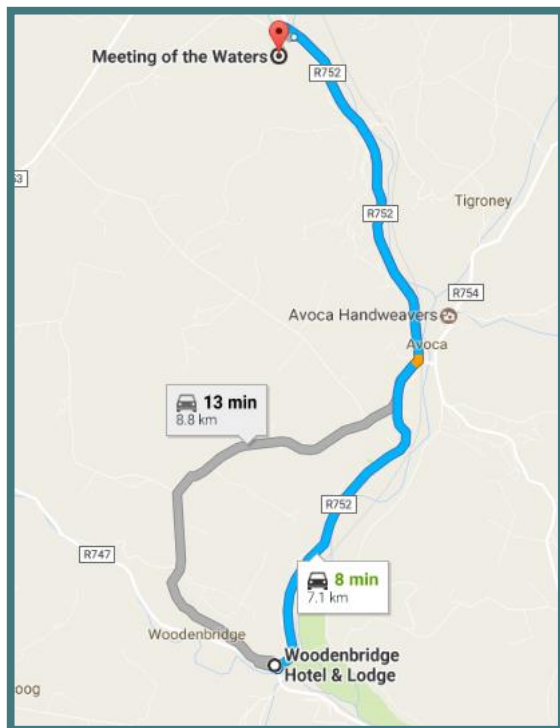 Meeting of the Waters
R752
53
R752
Tigroney
R754
Avoca Handweavers
Avoca
13 min
8.8 km
R752
R747
8 min
7.1 km
Woodenbridge
Woodenbridge
Hotel & Lodge
oog